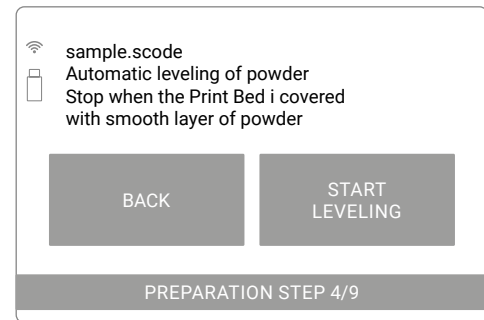 sample.scode
Automatic leveling of powder
Stop when the Print Bed i covered
with smooth layer of powder
BACK
START
LEVELING
PREPARATION STEP 4/9